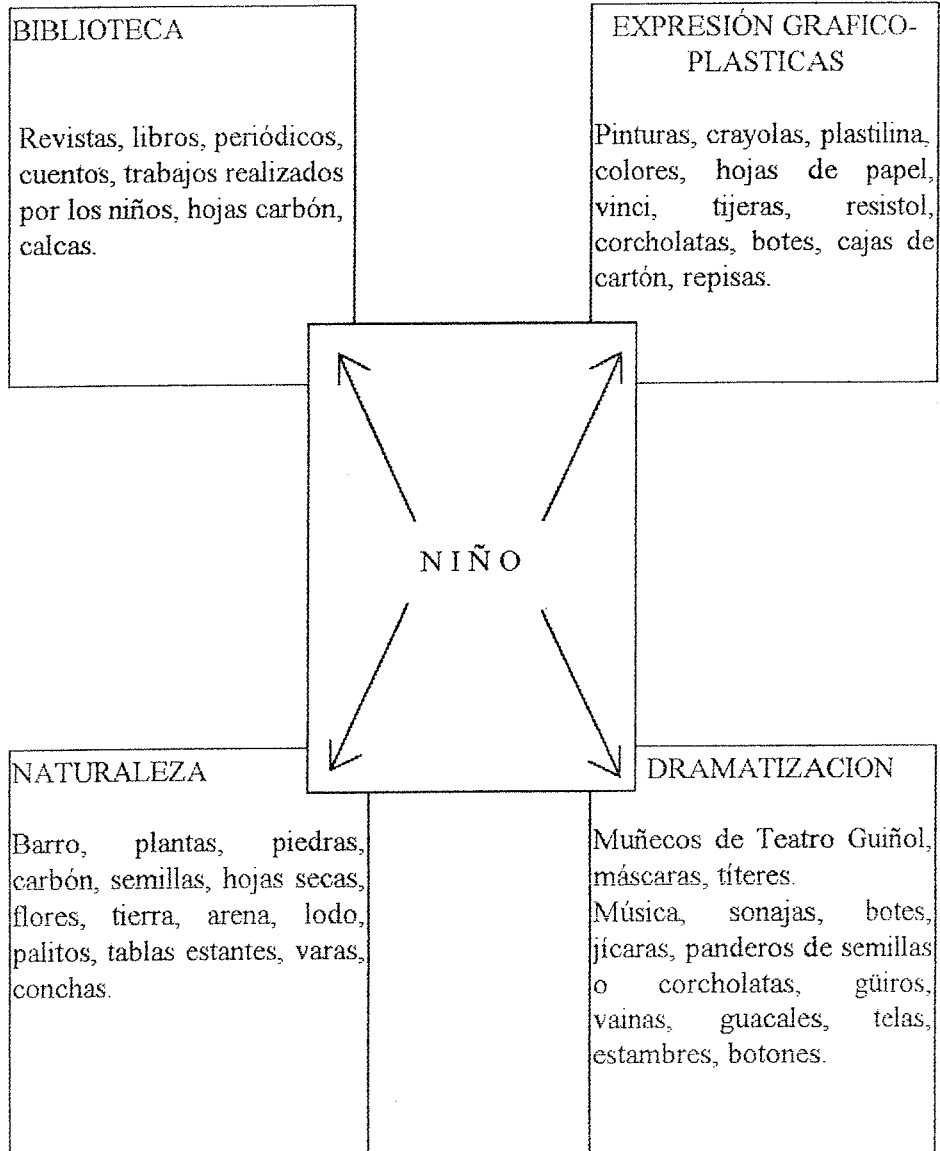 BIBLIOTECA
Revistas, libros, periódicos,
cuentos, trabajos realizados
por los niños, hojas carbón,
calcas.
EXPRESIÓN GRAFICO-
PLASTICAS
Pinturas, crayolas, plastilina,
colores, hojas de papel,
vinci, tijeras, resistol,
corcholatas, botes, cajas de
cartón, repisas.
NIÑO
NATURALEZA
Barro, plantas, piedras,
carbón, semillas, hojas secas,
flores, tierra, arena, lodo,
palitos, tablas estantes, varas,
conchas.
DRAMATIZACION
Muñecos de Teatro Guiñol,
máscaras, títeres.
Música, sonajas, botes,
jícaras, panderos de semillas
o corcholatas, güiros,
vainas, guacales, telas,
estambres, botones.